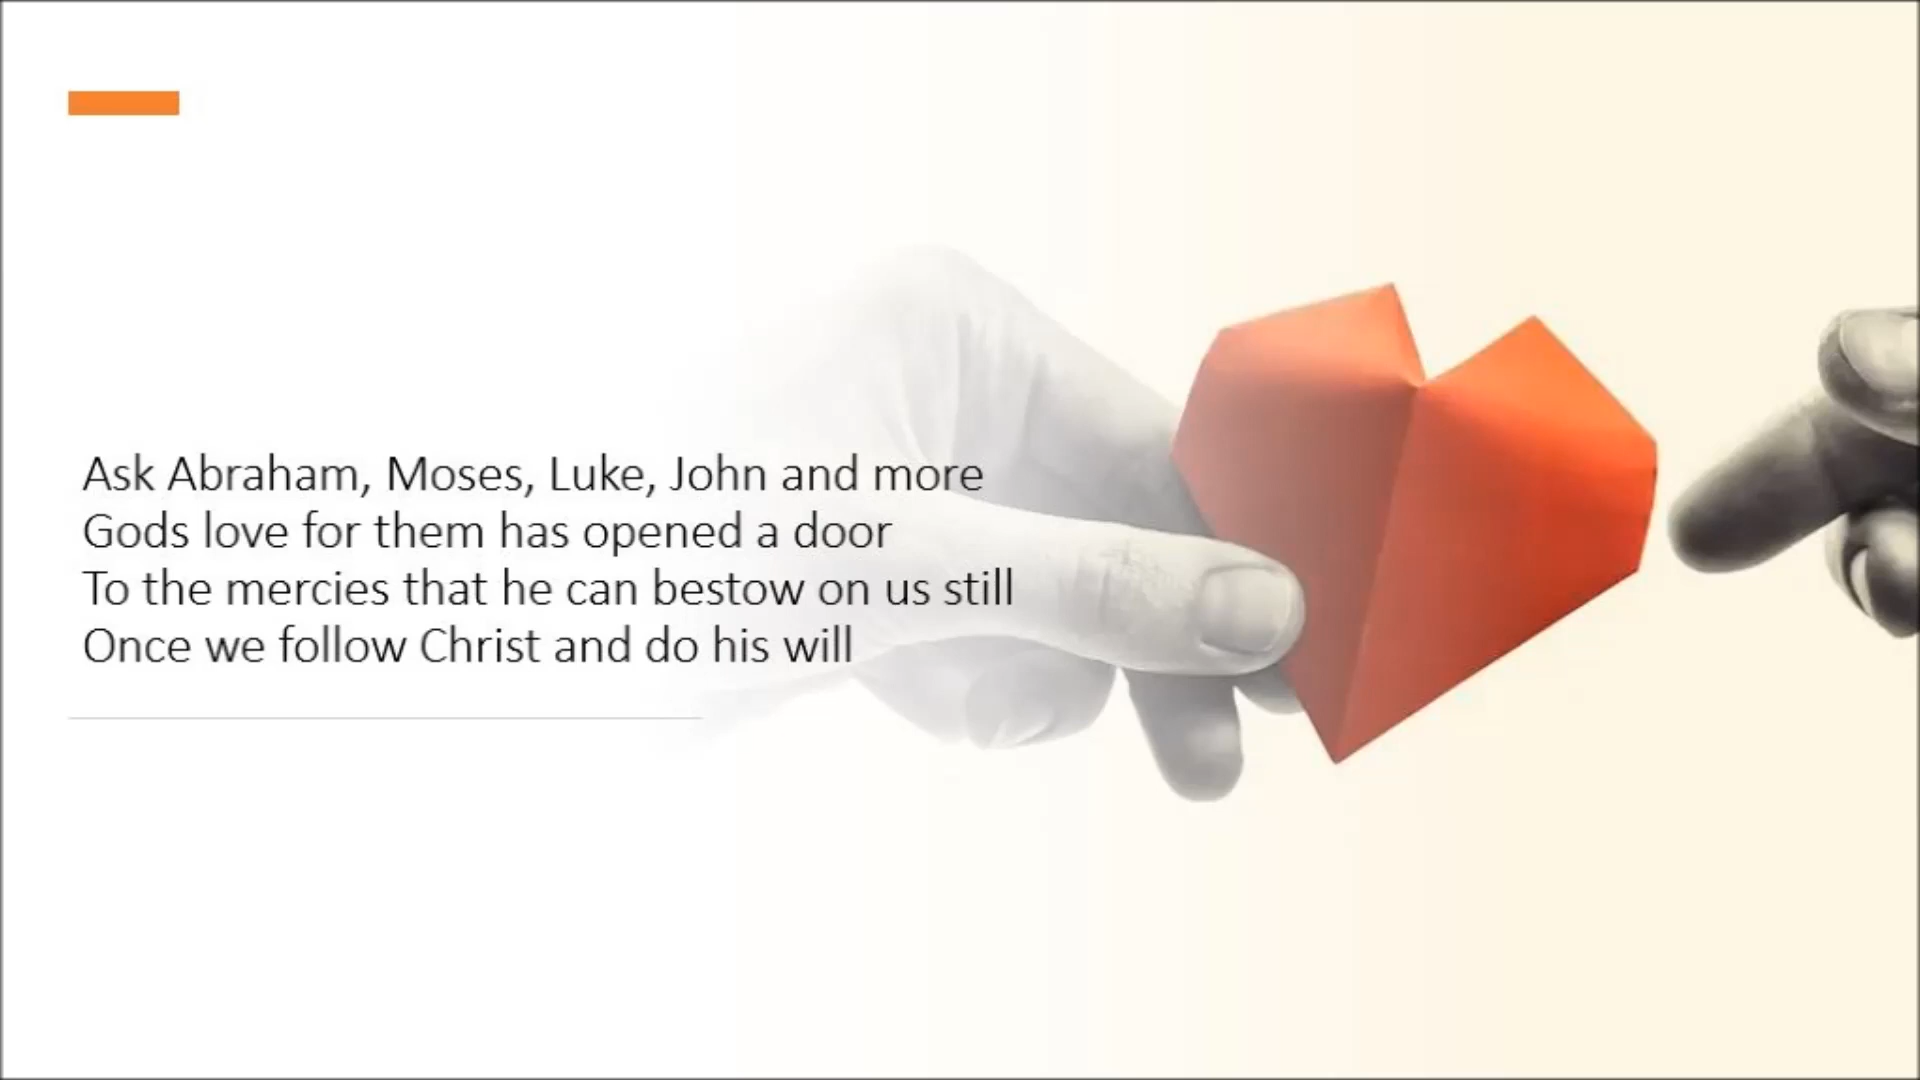 Ask Abraham, Moses, Luke, John and more
Gods love for them has opened a door
To the mercies that he can bestow on us still
Once we follow Christ and do his will